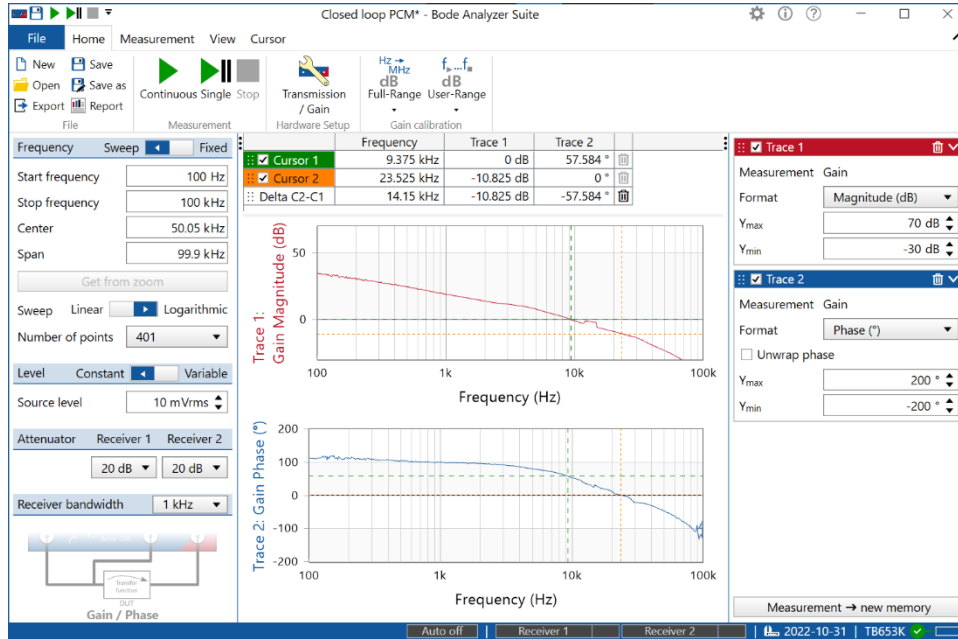 Closed loop PCM* - Bode Analyzer Suite
File Home Measurement View Cursor
New Save
Open Save as
Export Report
File
Continuous Single Stop
Measurement
Transmission / Gain
Hardware Setup
Hz → MHz
dB
Full-Range
f₁...fₙ
dB
User-Range
Gain calibration
Frequency Sweep Fixed
Start frequency 100 Hz
Stop frequency 100 kHz
Center 50.05 kHz
Span 99.9 kHz
Get from zoom
Sweep Linear Logarithmic
Number of points 401
Level Constant Variable
Source level 10 mVrms
Attenuator Receiver 1 Receiver 2
20 dB 20 dB
Receiver bandwidth 1 kHz
Transfer function
DUT
Gain / Phase
Frequency Trace 1 Trace 2
Cursor 1 9.375 kHz 0 dB 57.584 °
Cursor 2 23.525 kHz -10.825 dB 0 °
Delta C2-C1 14.15 kHz -10.825 dB -57.584 °
Trace 1:
Gain Magnitude (dB)
50
0
100 1k 10k 100k
Frequency (Hz)
Trace 2: Gain Phase (°)
200
100
0
-100
-200
100 1k 10k 100k
Frequency (Hz)
Trace 1
Measurement Gain
Format Magnitude (dB)
Ymax 70 dB
Ymin -30 dB
Trace 2
Measurement Gain
Format Phase (°)
Unwrap phase
Ymax 200 °
Ymin -200 °
Measurement → new memory
Auto off Receiver 1 Receiver 2 2022-10-31 TB653K